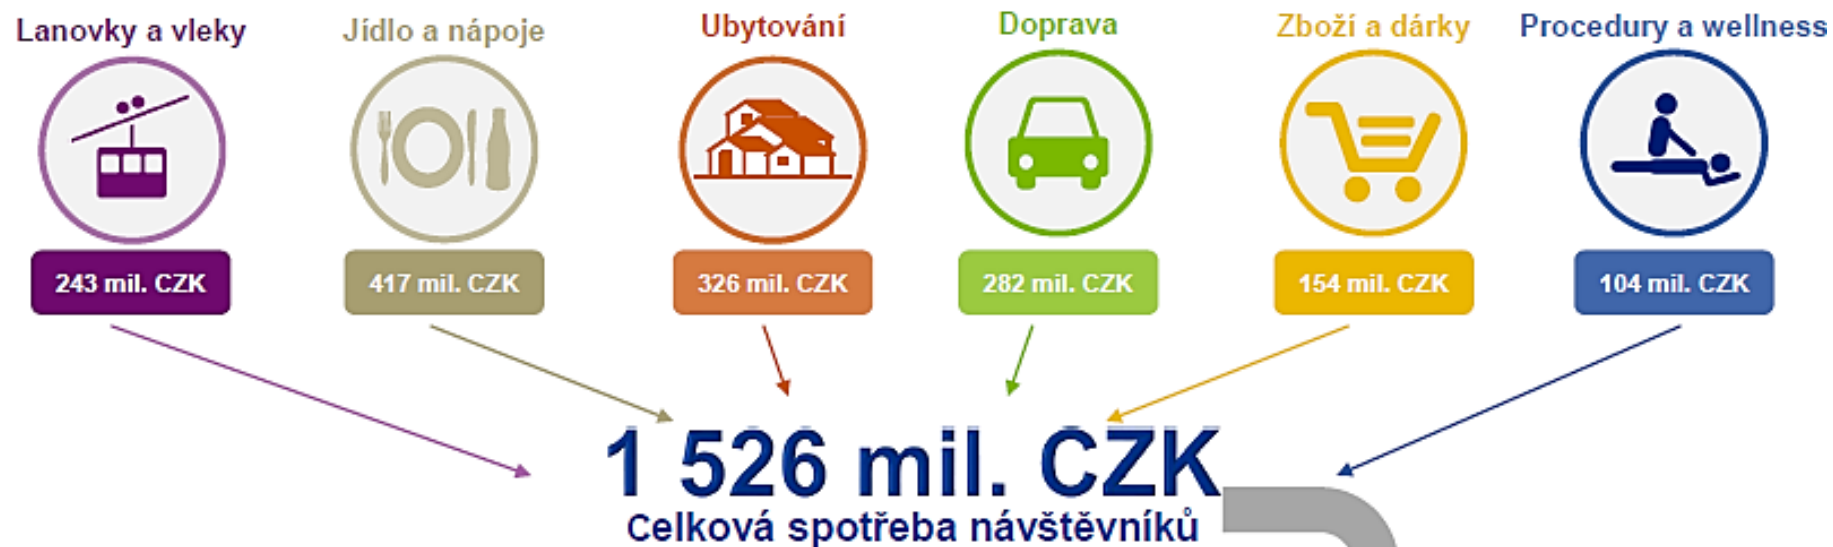 Lanovky a vleky
Jídlo a nápoje
Ubytování
Doprava
Zboží a dárky
Procedury a wellness
243 mil. CZK
417 mil. CZK
326 mil. CZK
282 mil. CZK
154 mil. CZK
104 mil. CZK
1 526 mil. CZK
Celková spotřeba návštěvníků